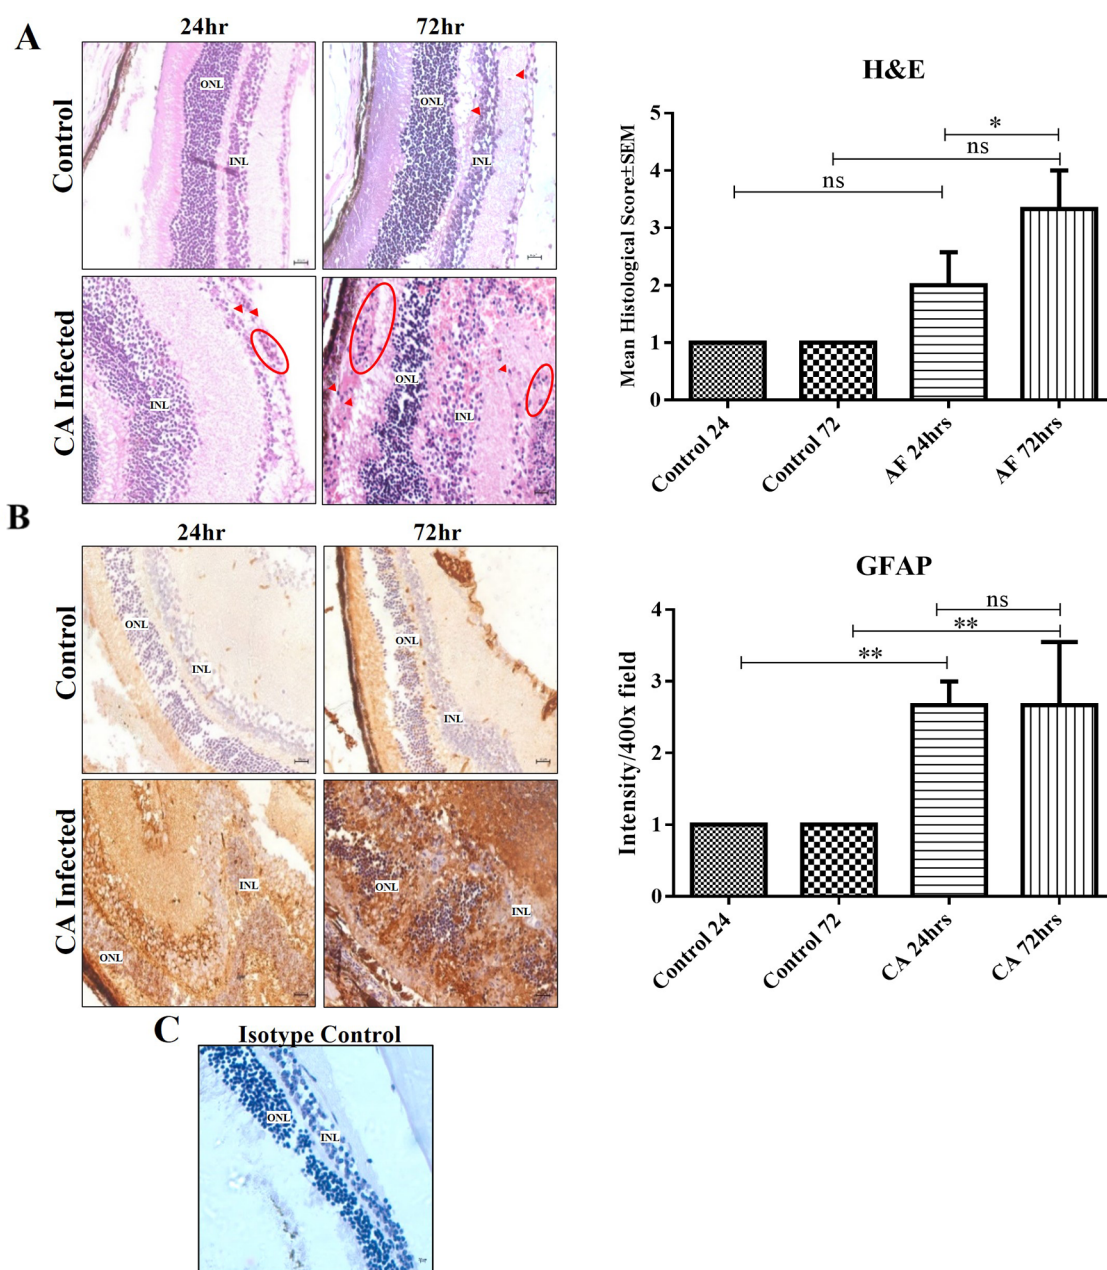 A
24hr
72hr
Control
ONL
INL
ONL
INL
CA Infected
INL
ONL
INL
H&E
Mean Histological Score±SEM
5
4
3
2
1
0
*
ns
ns
Control 24
Control 72
AF 24hrs
AF 72hrs
B
24hr
72hr
Control
ONL
INL
ONL
INL
CA Infected
INL
ONL
ONL
INL
GFAP
Intensity/400x field
4
3
2
1
0
ns
**
**
Control 24
Control 72
CA 24hrs
CA 72hrs
C
Isotype Control
ONL
INL